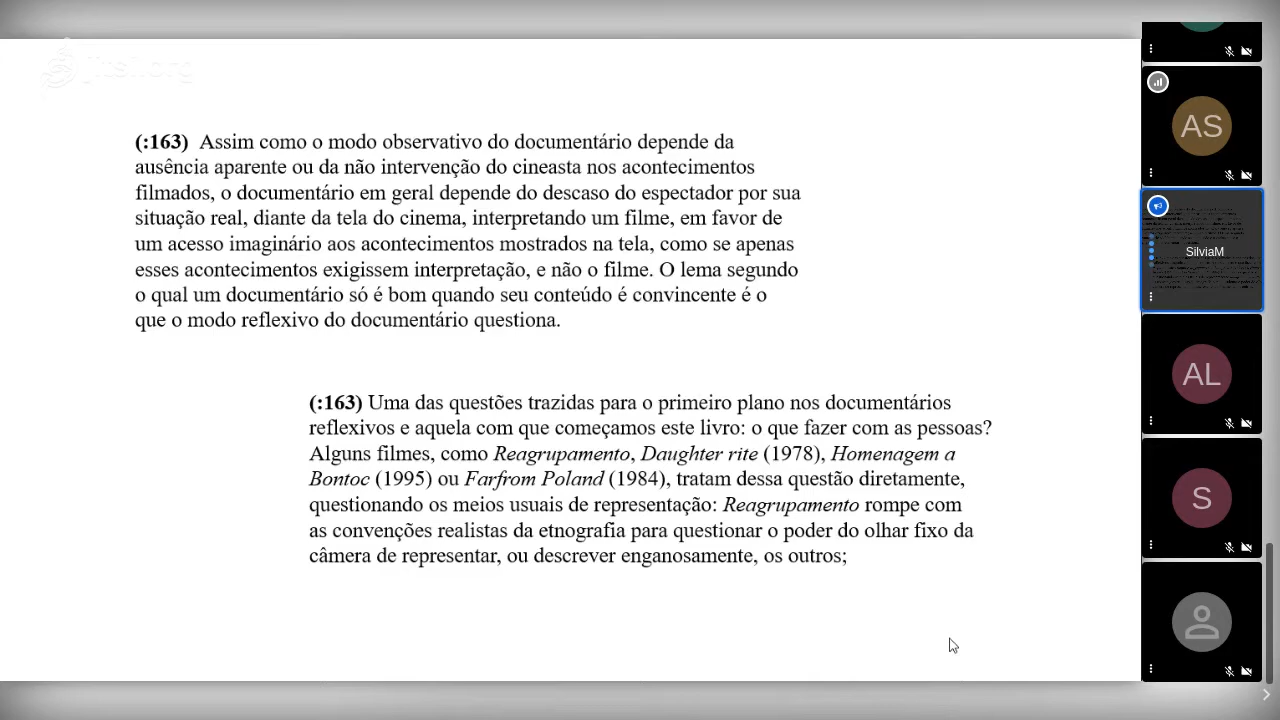 (:163) Assim como o modo observativo do documentário depende da
ausência aparente ou da não intervenção do cineasta nos acontecimentos
filmados, o documentário em geral depende do descaso do espectador por sua
situação real, diante da tela do cinema, interpretando um filme, em favor de
um acesso imaginário aos acontecimentos mostrados na tela, como se apenas
esses acontecimentos exigissem interpretação, e não o filme. O lema segundo
o qual um documentário só é bom quando seu conteúdo é convincente é o
que o modo reflexivo do documentário questiona.
(:163) Uma das questões trazidas para o primeiro plano nos documentários
reflexivos e aquela com que começamos este livro: o que fazer com as pessoas?
Alguns filmes, como Reagrupamento, Daughter rite (1978), Homenagem a
Bontoc (1995) ou Farfrom Poland (1984), tratam dessa questão diretamente,
questionando os meios usuais de representação: Reagrupamento rompe com
as convenções realistas da etnografia para questionar o poder do olhar fixo da
câmera de representar, ou descrever enganosamente, os outros;
AS
SilviaM
AL
S